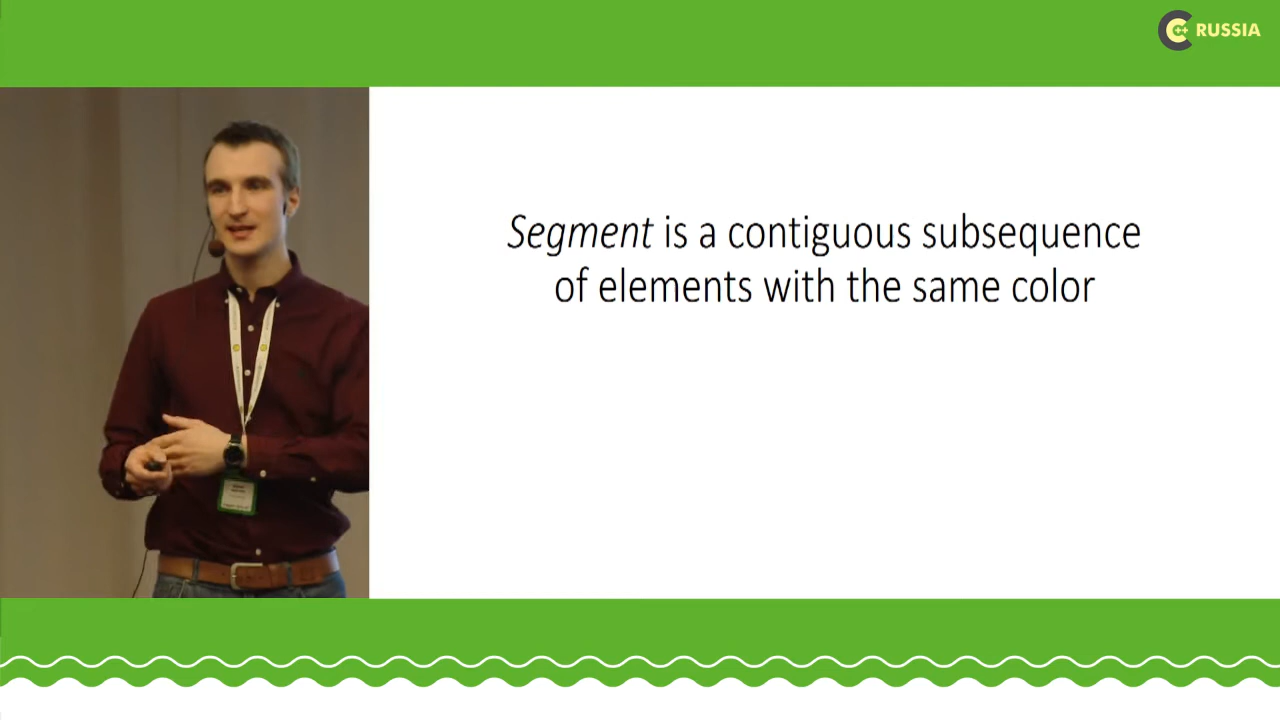 C++ RUSSIA
Segment is a contiguous subsequence
of elements with the same color